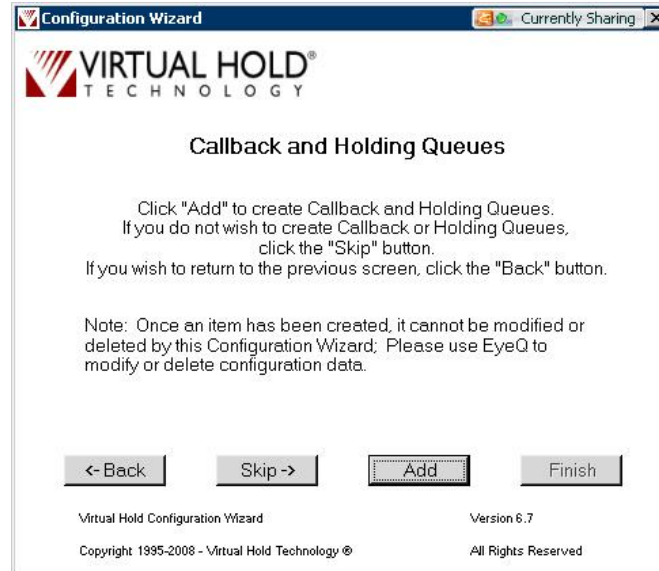 Configuration Wizard
Currently Sharing
VIRTUAL HOLD®
TECHNOLOGY
Callback and Holding Queues
Click "Add" to create Callback and Holding Queues.
If you do not wish to create Callback or Holding Queues,
click the "Skip" button.
If you wish to return to the previous screen, click the "Back" button.
Note: Once an item has been created, it cannot be modified or
deleted by this Configuration Wizard; Please use EyeQ to
modify or delete configuration data.
<- Back
Skip ->
Add
Finish
Virtual Hold Configuration Wizard
Version 6.7
Copyright 1995-2008 - Virtual Hold Technology ®
All Rights Reserved